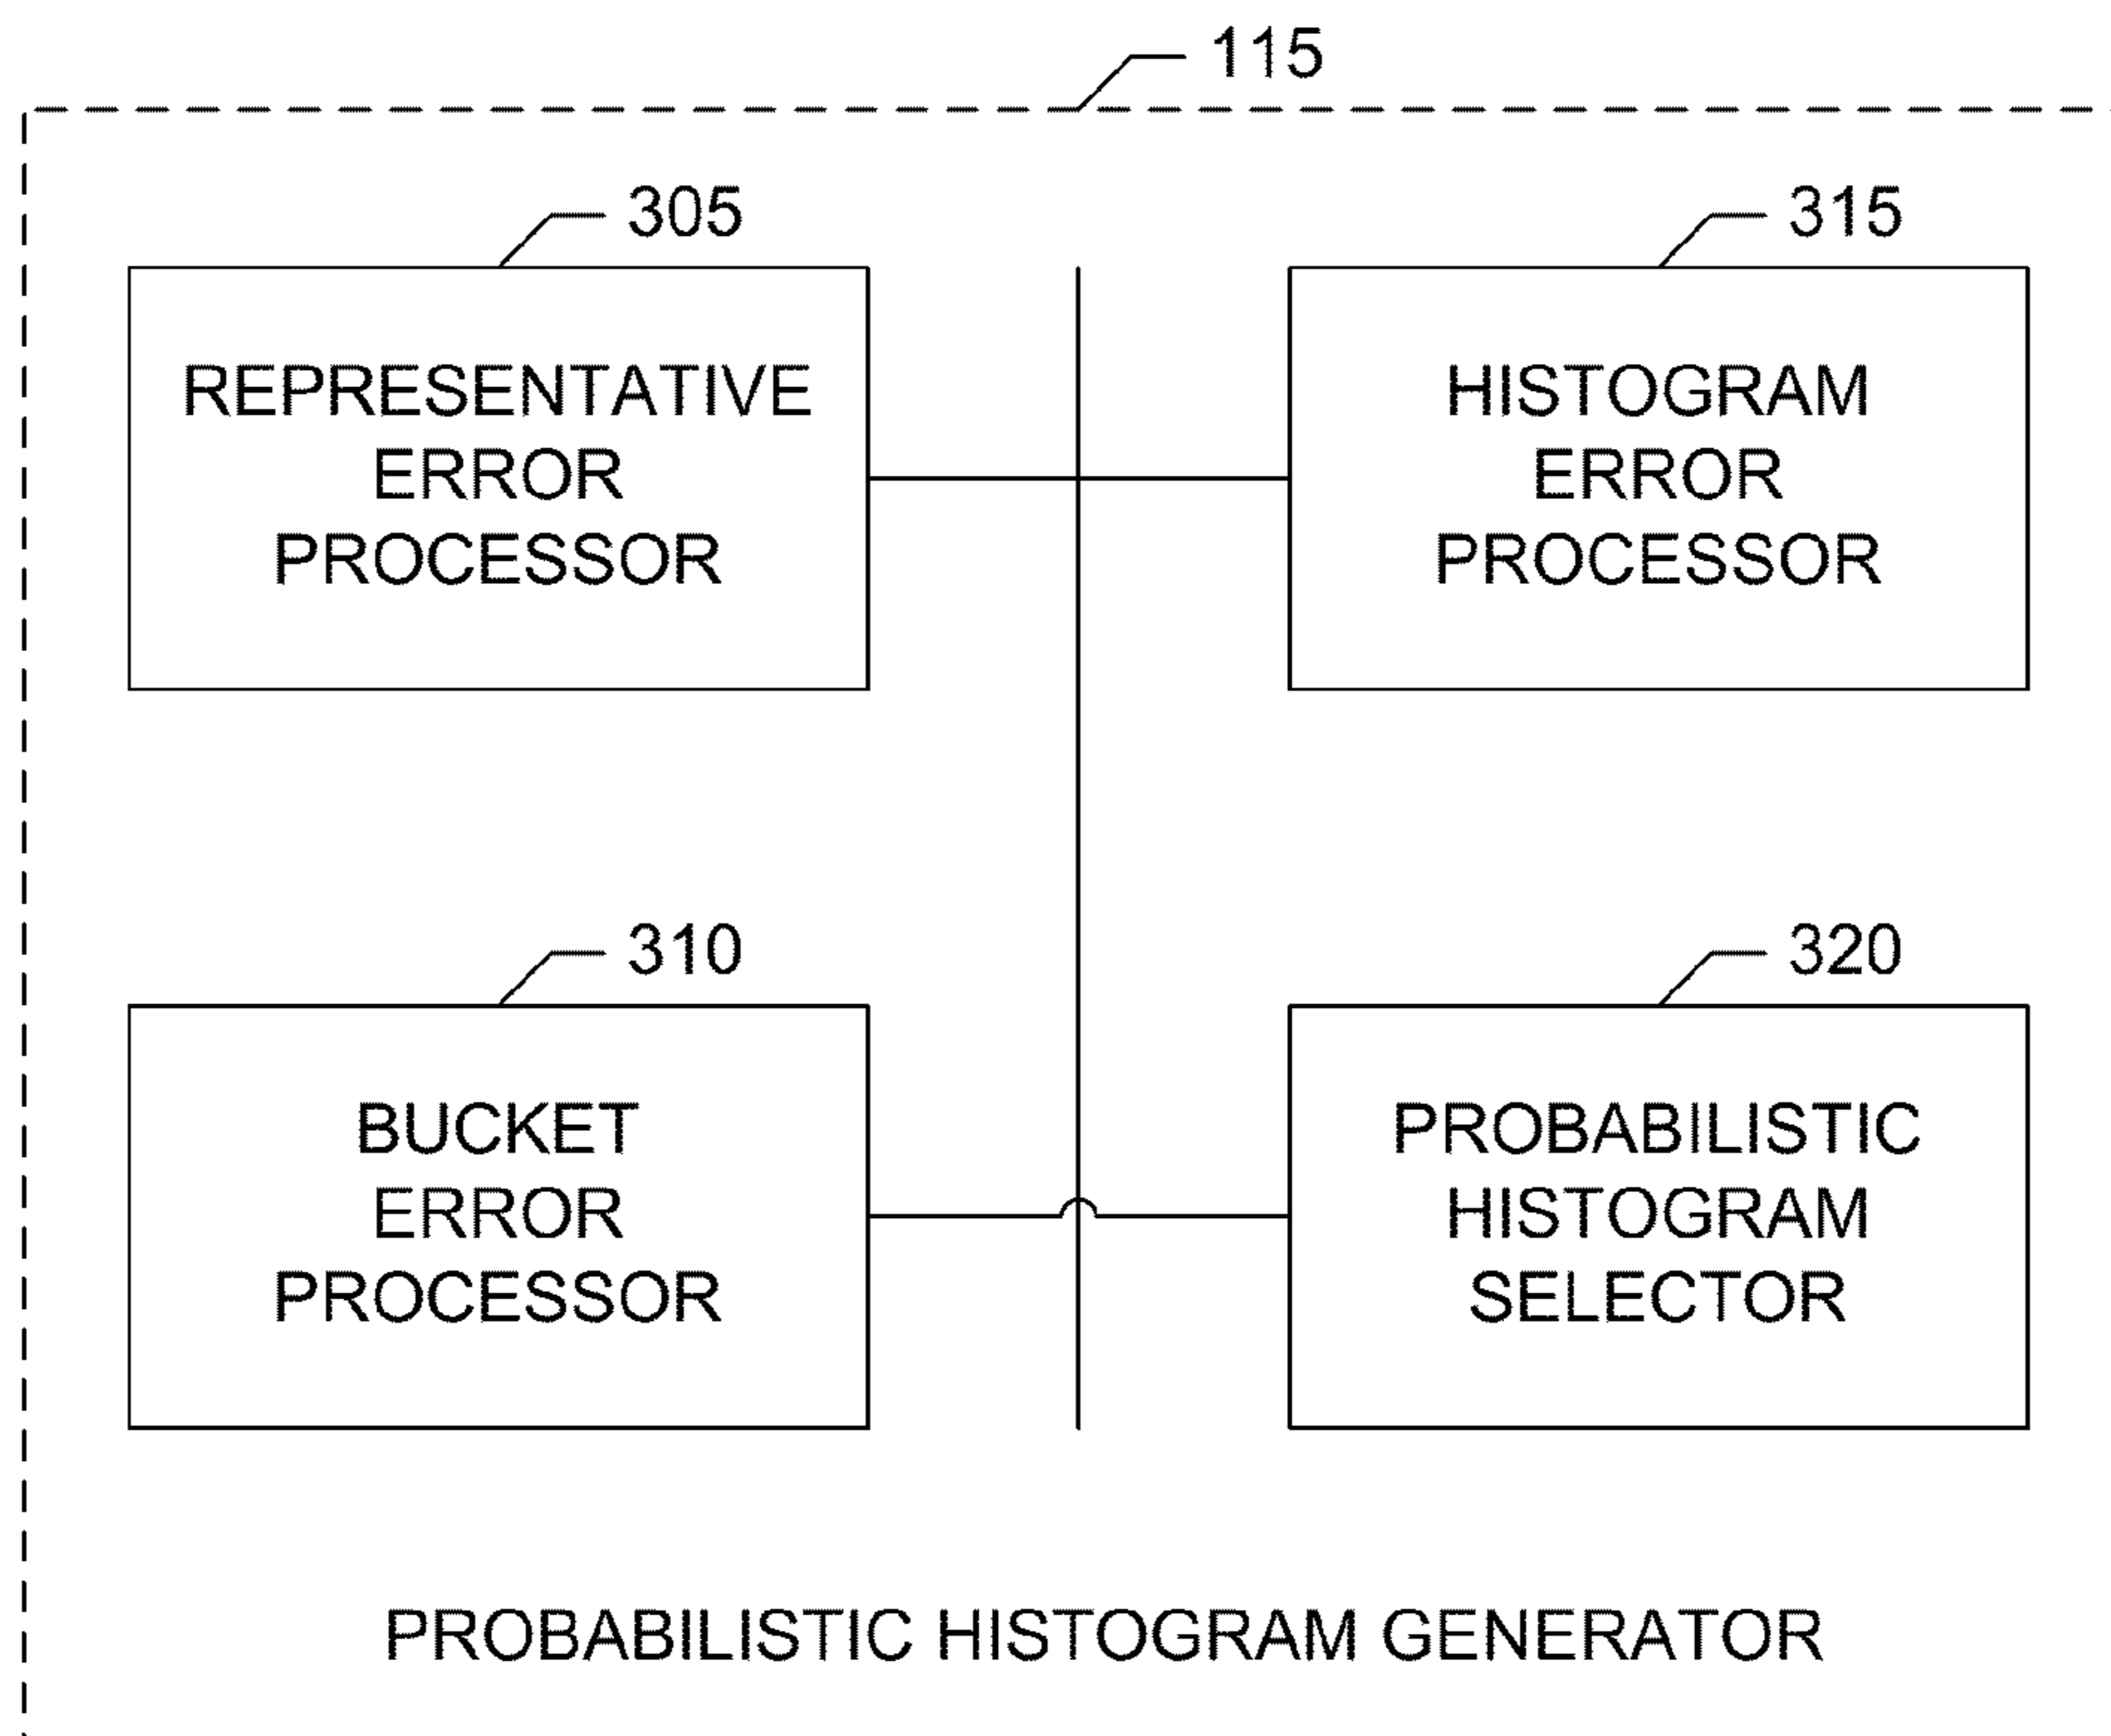 115
305
REPRESENTATIVE
ERROR
PROCESSOR
315
HISTOGRAM
ERROR
PROCESSOR
310
BUCKET
ERROR
PROCESSOR
320
PROBABILISTIC
HISTOGRAM
SELECTOR
PROBABILISTIC HISTOGRAM GENERATOR